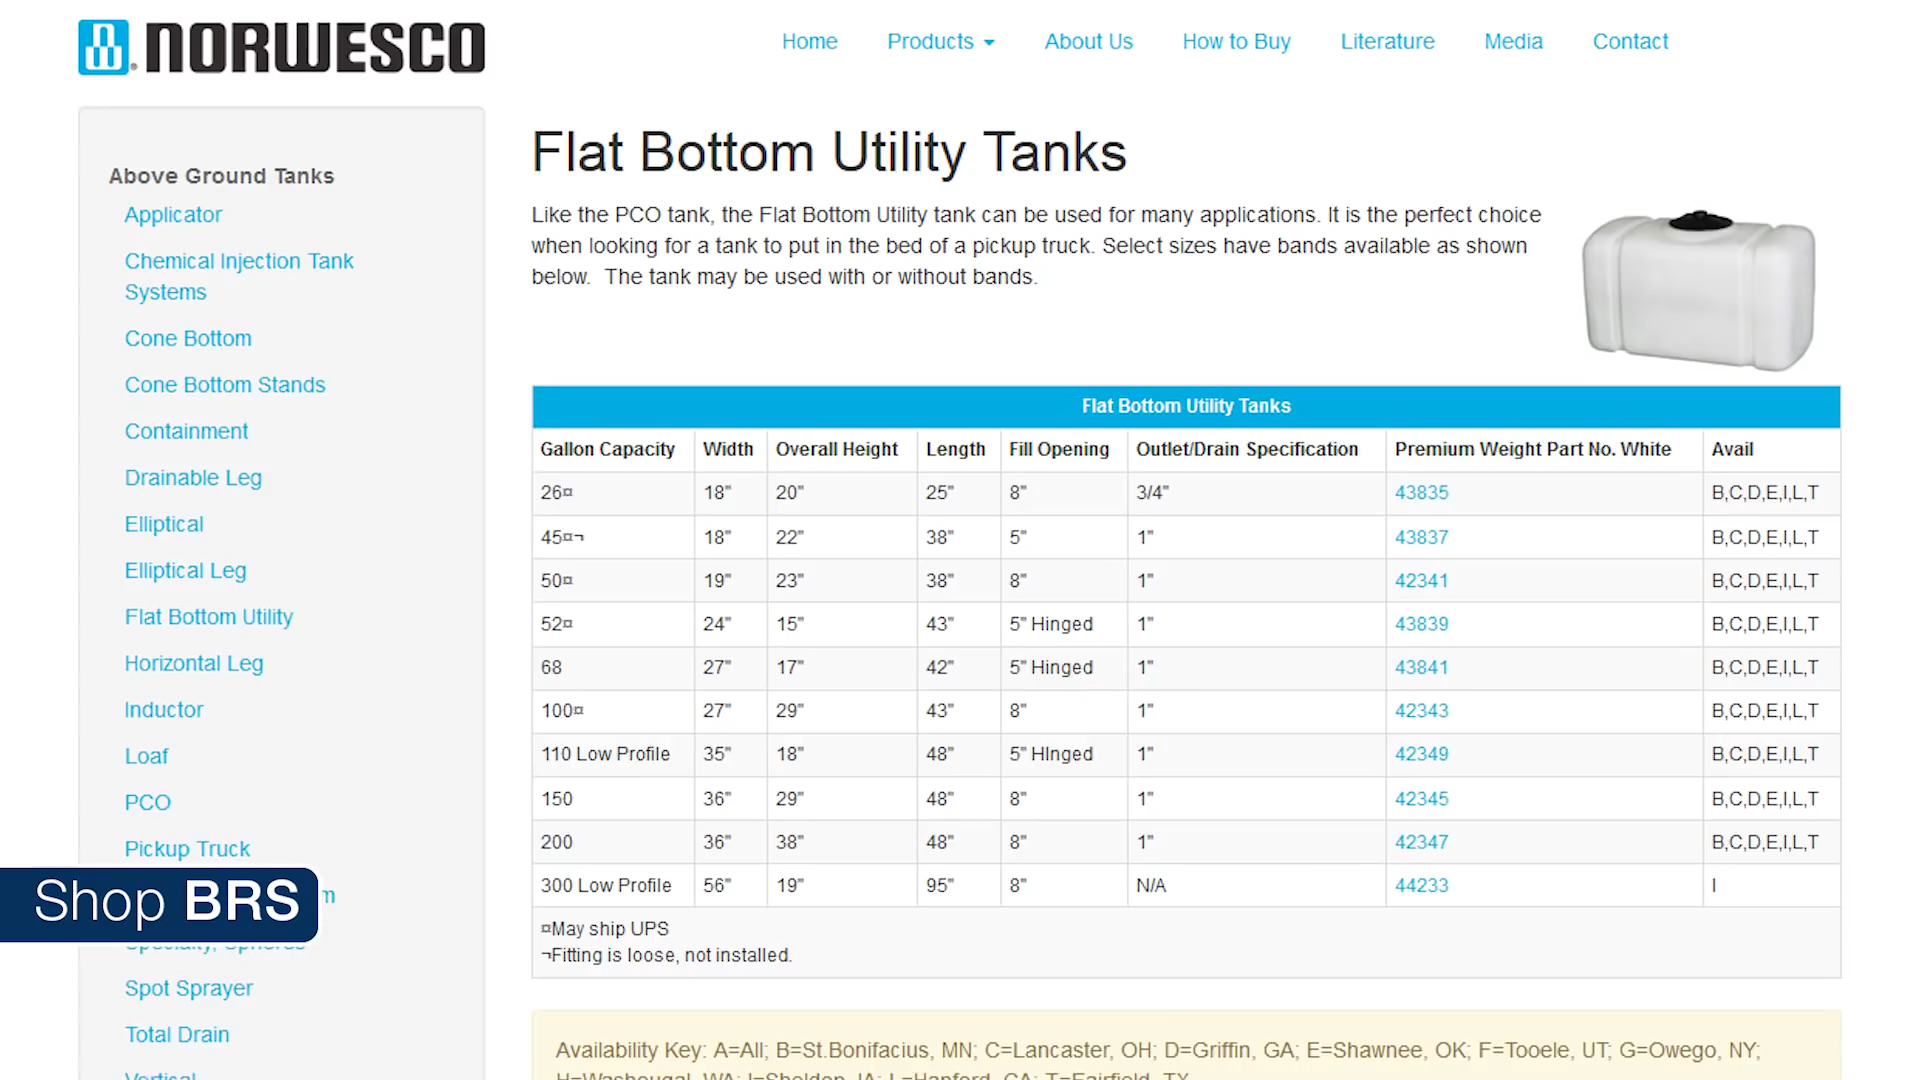 NORWESCO
Home Products About Us How to Buy Literature Media Contact
Above Ground Tanks
Applicator
Chemical Injection Tank
Systems
Cone Bottom
Cone Bottom Stands
Containment
Drainable Leg
Elliptical
Elliptical Leg
Flat Bottom Utility
Horizontal Leg
Inductor
Loaf
PCO
Pickup Truck
m
Shop BRS
Specialty, Spheres
Spot Sprayer
Total Drain
Vertical
Flat Bottom Utility Tanks
Like the PCO tank, the Flat Bottom Utility tank can be used for many applications. It is the perfect choice
when looking for a tank to put in the bed of a pickup truck. Select sizes have bands available as shown
below. The tank may be used with or without bands.
Flat Bottom Utility Tanks
Gallon Capacity Width Overall Height Length Fill Opening Outlet/Drain Specification Premium Weight Part No. White Avail
26¤ 18" 20" 25" 8" 3/4" 43835 B,C,D,E,I,L,T
45¤¬ 18" 22" 38" 5" 1" 43837 B,C,D,E,I,L,T
50¤ 19" 23" 38" 8" 1" 42341 B,C,D,E,I,L,T
52¤ 24" 15" 43" 5" Hinged 1" 43839 B,C,D,E,I,L,T
68 27" 17" 42" 5" Hinged 1" 43841 B,C,D,E,I,L,T
100¤ 27" 29" 43" 8" 1" 42343 B,C,D,E,I,L,T
110 Low Profile 35" 18" 48" 5" HInged 1" 42349 B,C,D,E,I,L,T
150 36" 29" 48" 8" 1" 42345 B,C,D,E,I,L,T
200 36" 38" 48" 8" 1" 42347 B,C,D,E,I,L,T
300 Low Profile 56" 19" 95" 8" N/A 44233 I
¤May ship UPS
¬Fitting is loose, not installed.
Availability Key: A=All; B=St.Bonifacius, MN; C=Lancaster, OH; D=Griffin, GA; E=Shawnee, OK; F=Tooele, UT; G=Owego, NY;
H=Washougal, WA; I=Sheldon, IA; L=Hanford, CA; T=Fairfield, TX